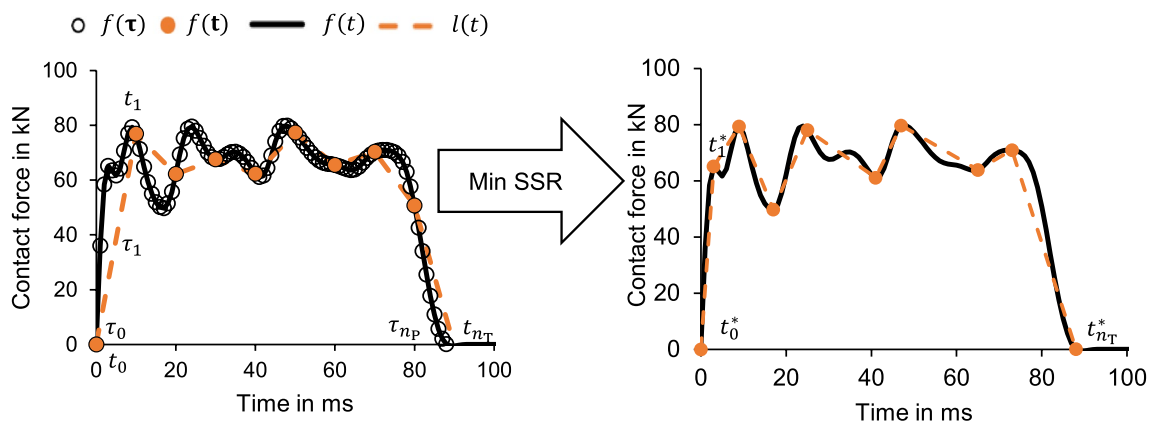 f(τ) f(t) f(t) l(t)
Contact force in kN
100
80
60
40
20
0
t₁
τ₁
τ₀
t₀
τₙₚ
tₙₜ
0 20 40 60 80 100
Time in ms
Min SSR
Contact force in kN
100
80
60
40
20
0
t₁*
t₀*
tₙₜ*
0 20 40 60 80 100
Time in ms